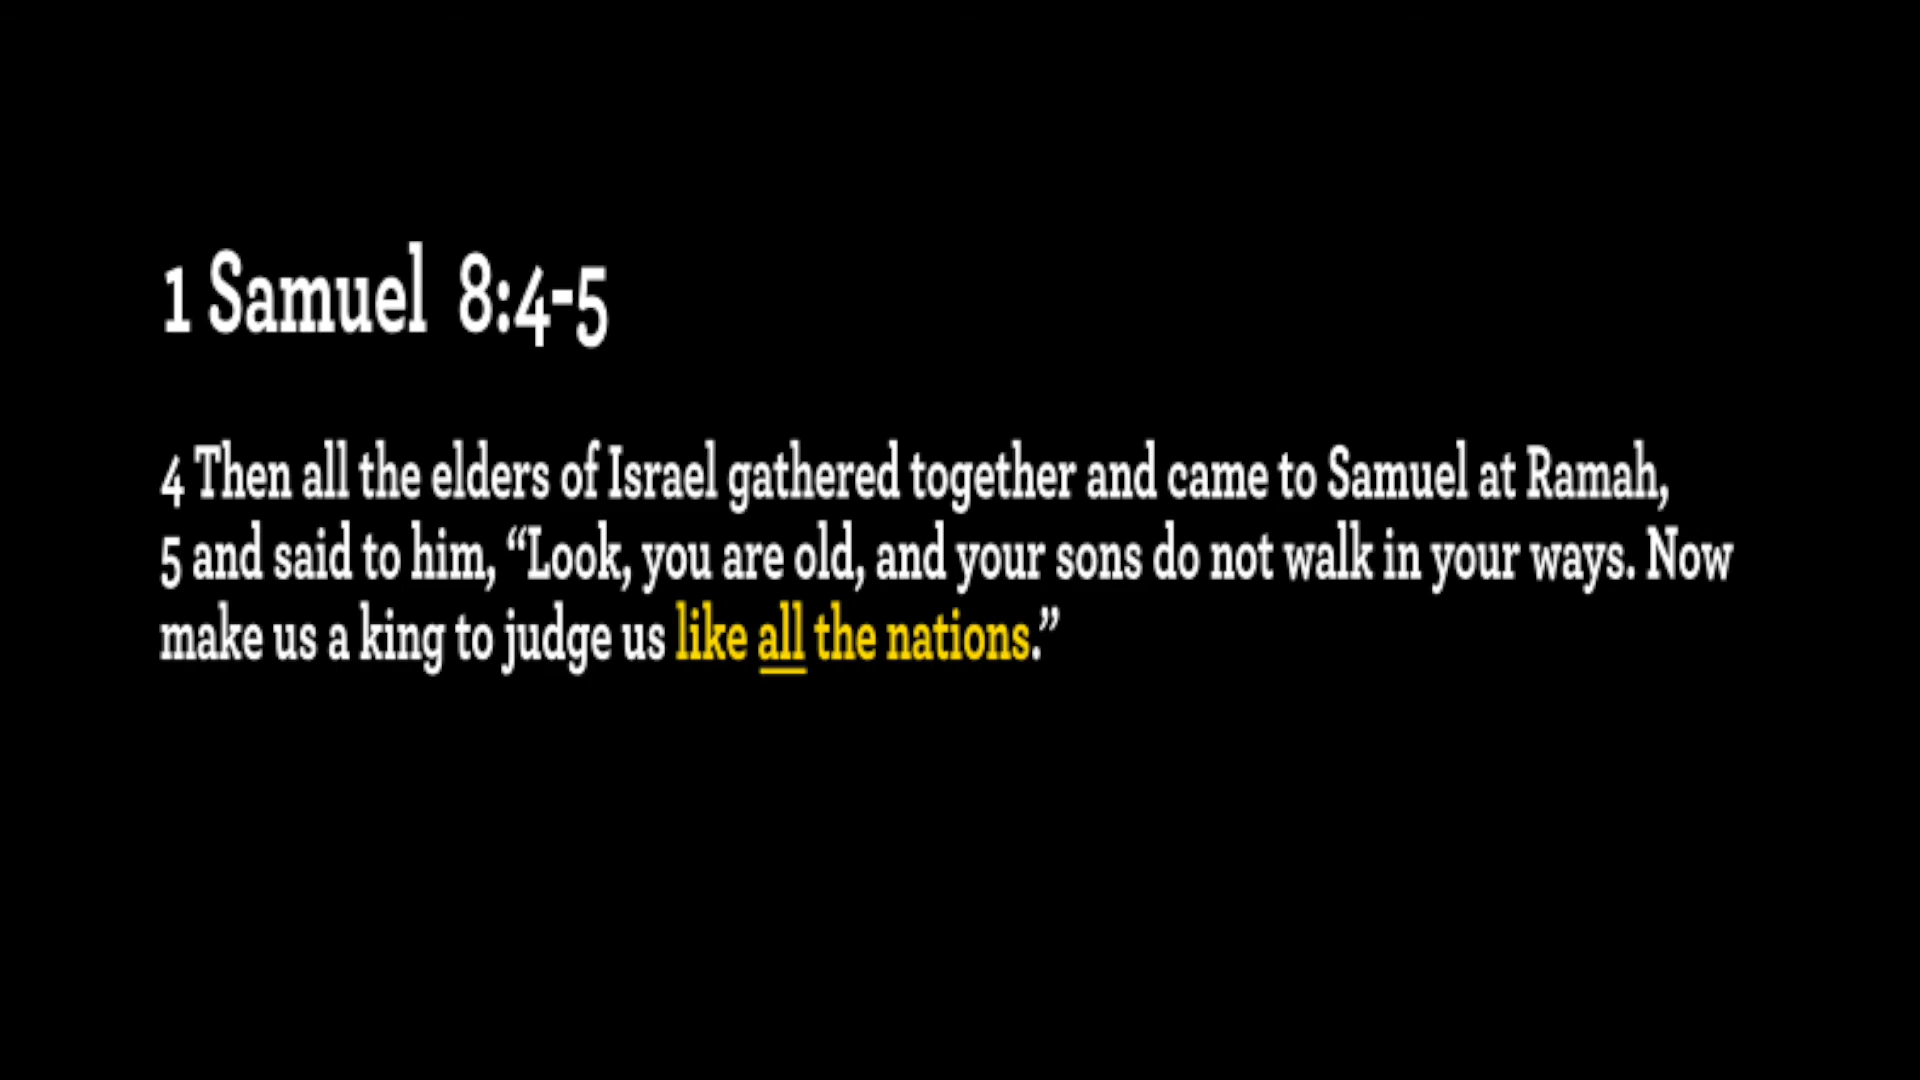 1 Samuel  8:4-5
4 Then all the elders of Israel gathered together and came to Samuel at Ramah,
5 and said to him, “Look, you are old, and your sons do not walk in your ways. Now
make us a king to judge us like all the nations.”